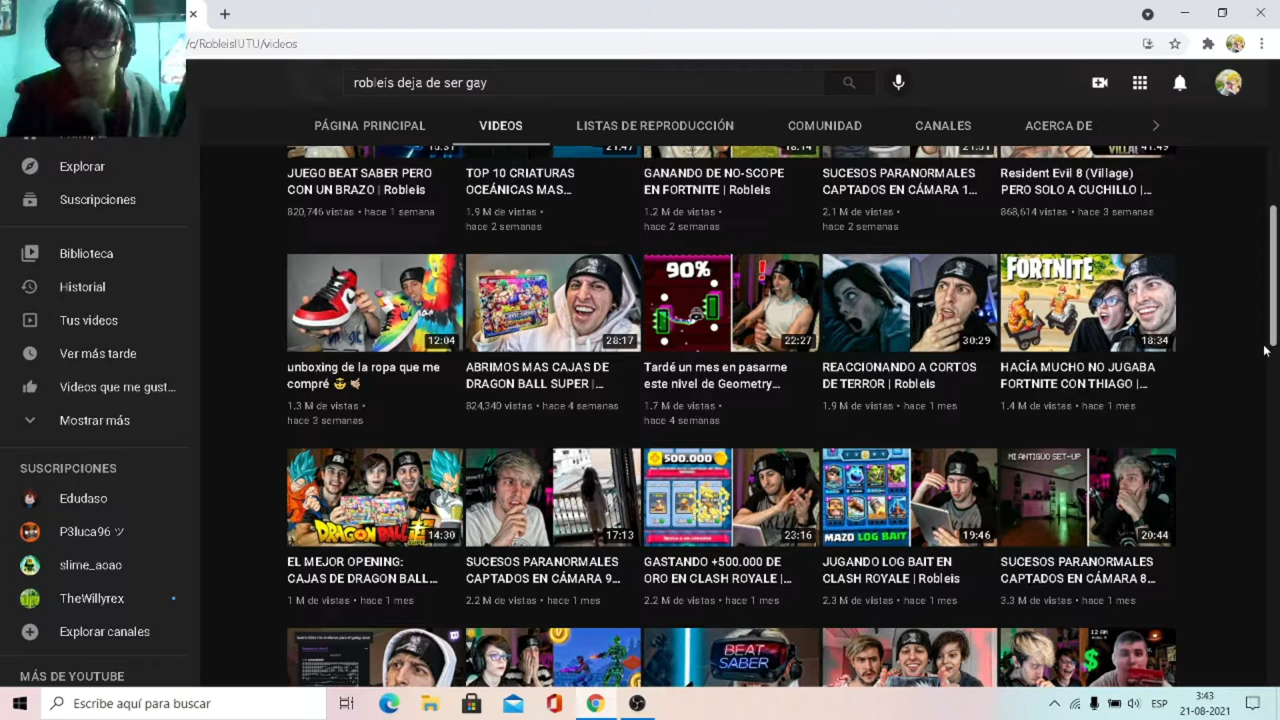 /c/RobleisIUTU/videos
robleis deja de ser gay
PÁGINA PRINCIPAL
VIDEOS
LISTAS DE REPRODUCCIÓN
COMUNIDAD
CANALES
ACERCA DE
Explorar
Suscripciones
Biblioteca
Historial
Tus videos
Ver más tarde
Videos que me gust...
Mostrar más
SUSCRIPCIONES
Edudaso
P3luca96 ツ
slime_aoao
TheWillyrex
Explorar canales
MÁS DE YOUTUBE
21:47
18:14
41:49
JUEGO BEAT SABER PERO
CON UN BRAZO | Robleis
820,746 vistas • hace 1 semana
TOP 10 CRIATURAS
OCEÁNICAS MAS...
1.9 M de vistas •
hace 2 semanas
GANANDO DE NO-SCOPE
EN FORTNITE | Robleis
1.2 M de vistas •
hace 2 semanas
SUCESOS PARANORMALES
CAPTADOS EN CÁMARA 1...
2.1 M de vistas •
hace 2 semanas
Resident Evil 8 (Village)
PERO SOLO A CUCHILLO |...
868,614 vistas • hace 3 semanas
12:04
unboxing de la ropa que me
compré 😎 🤏🏻
1.3 M de vistas •
hace 3 semanas
28:17
ABRIMOS MAS CAJAS DE
DRAGON BALL SUPER |...
824,340 vistas • hace 4 semanas
90%
22:27
Tardé un mes en pasarme
este nivel de Geometry...
1.7 M de vistas •
hace 4 semanas
30:29
REACCIONANDO A CORTOS
DE TERROR | Robleis
1.9 M de vistas • hace 1 mes
FORTNITE
18:34
HACÍA MUCHO NO JUGABA
FORTNITE CON THIAGO |...
1.4 M de vistas • hace 1 mes
DRAGON BALL
14:30
EL MEJOR OPENING:
CAJAS DE DRAGON BALL...
1 M de vistas • hace 1 mes
17:13
SUCESOS PARANORMALES
CAPTADOS EN CÁMARA 9...
2.2 M de vistas • hace 1 mes
500.000
23:16
GASTANDO +500.000 DE
ORO EN CLASH ROYALE |...
2.2 M de vistas • hace 1 mes
MAZO LOG BAIT
19:46
JUGANDO LOG BAIT EN
CLASH ROYALE | Robleis
2.3 M de vistas • hace 1 mes
MI ANTIGUO SET-UP
20:44
SUCESOS PARANORMALES
CAPTADOS EN CÁMARA 8...
3.3 M de vistas • hace 1 mes
BEAT
SABER
12 AM
Escribe aquí para buscar
ESP
3:43
21-08-2021